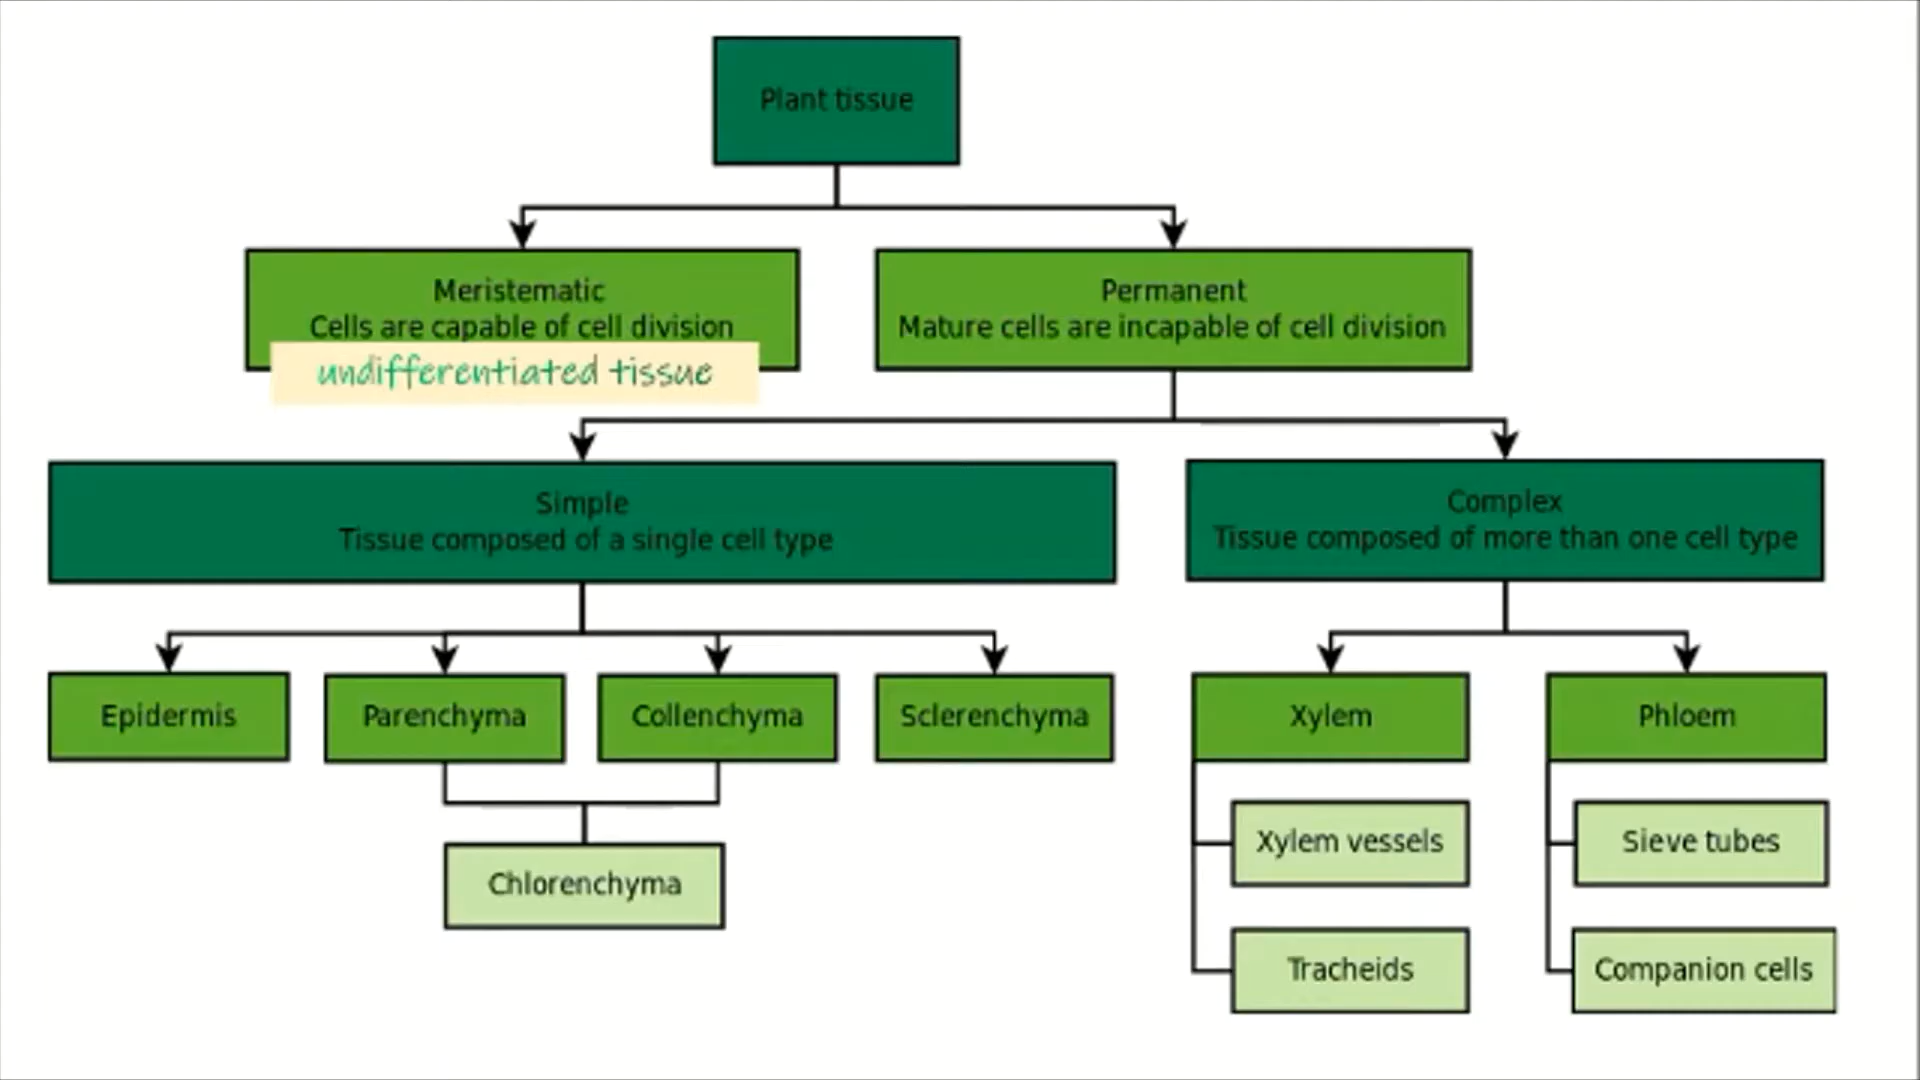 Plant tissue
Meristematic
Cells are capable of cell division
undifferentiated tissue
Permanent
Mature cells are incapable of cell division
Simple
Tissue composed of a single cell type
Complex
Tissue composed of more than one cell type
Epidermis
Parenchyma
Collenchyma
Sclerenchyma
Xylem
Phloem
Chlorenchyma
Xylem vessels
Sieve tubes
Tracheids
Companion cells